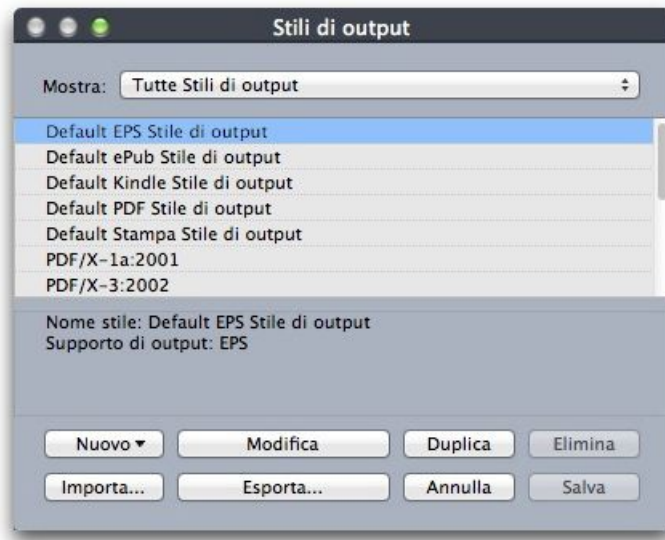 Stili di output
Mostra: Tutte Stili di output
Default EPS Stile di output
Default ePub Stile di output
Default Kindle Stile di output
Default PDF Stile di output
Default Stampa Stile di output
PDF/X-1a:2001
PDF/X-3:2002
Nome stile: Default EPS Stile di output
Supporto di output: EPS
Nuovo Modifica Duplica Elimina
Importa... Esporta... Annulla Salva